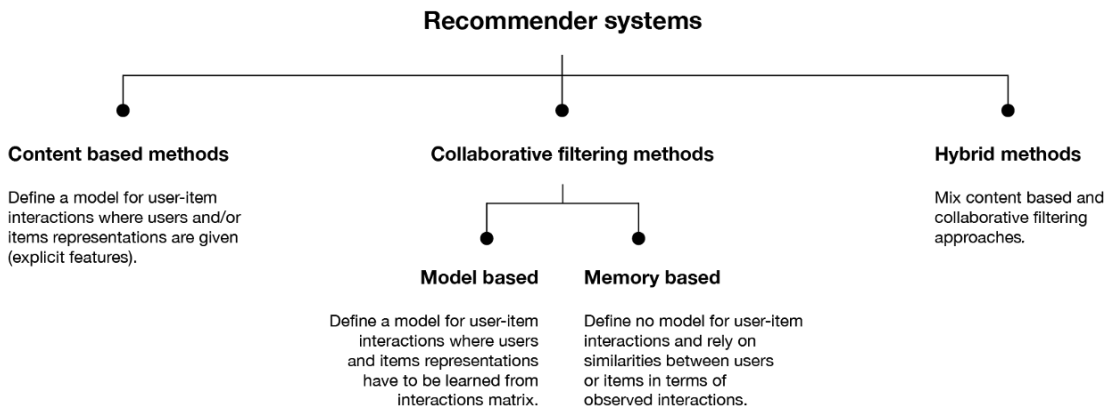 Recommender systems
Content based methods
Define a model for user-item
interactions where users and/or
items representations are given
(explicit features).
Collaborative filtering methods
Model based
Define a model for user-item
interactions where users
and items representations
have to be learned from
interactions matrix.
Memory based
Define no model for user-item
interactions and rely on
similarities between users
or items in terms of
observed interactions.
Hybrid methods
Mix content based and
collaborative filtering
approaches.